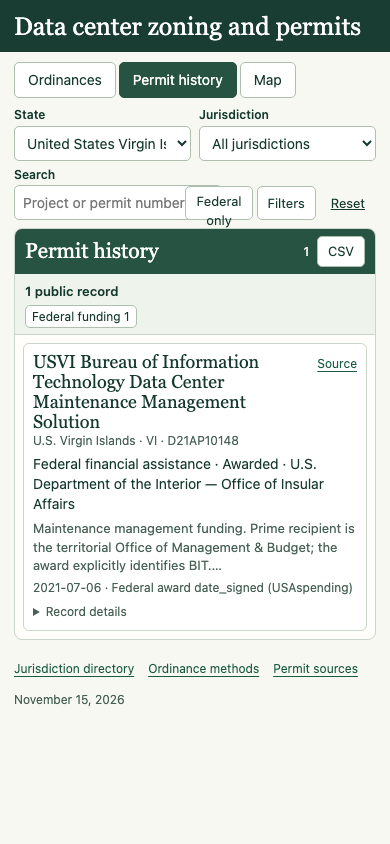 Data center zoning and permits
Ordinances
Permit history
Map
State
Jurisdiction
United States Virgin Is
All jurisdictions
Search
Project or permit number
Federal only
Filters
Reset
Permit history
1
CSV
1 public record
Federal funding 1
USVI Bureau of Information
Technology Data Center
Maintenance Management
Solution
Source
U.S. Virgin Islands · VI · D21AP10148
Federal financial assistance · Awarded · U.S.
Department of the Interior — Office of Insular
Affairs
Maintenance management funding. Prime recipient is
the territorial Office of Management & Budget; the
award explicitly identifies BIT.…
2021-07-06 · Federal award date_signed (USAspending)
Record details
Jurisdiction directory
Ordinance methods
Permit sources
November 15, 2026